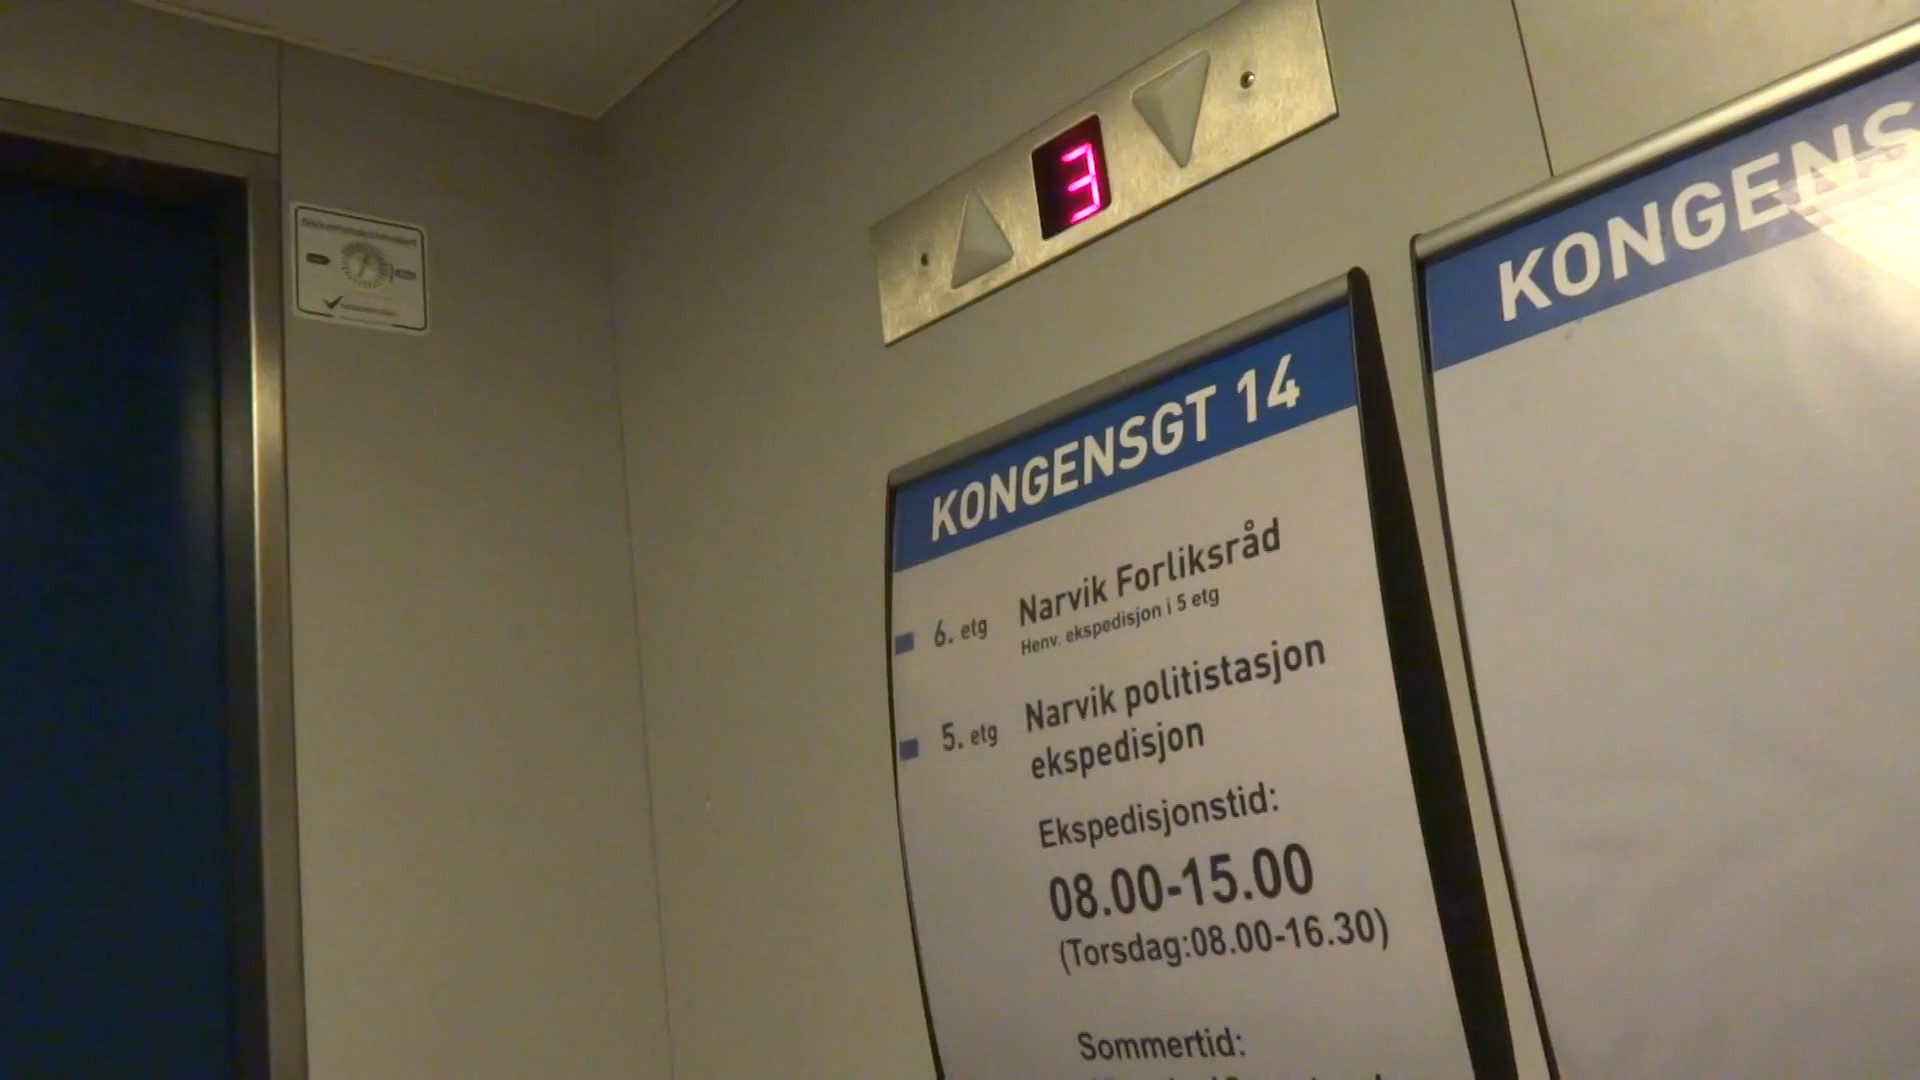 3
KONGENSGT 14
6. etg Narvik Forliksråd
Henv. ekspedisjon i 5 etg
5. etg Narvik politistasjon
ekspedisjon
Ekspedisjonstid:
08.00-15.00
(Torsdag:08.00-16.30)
Sommertid:
KONGENS